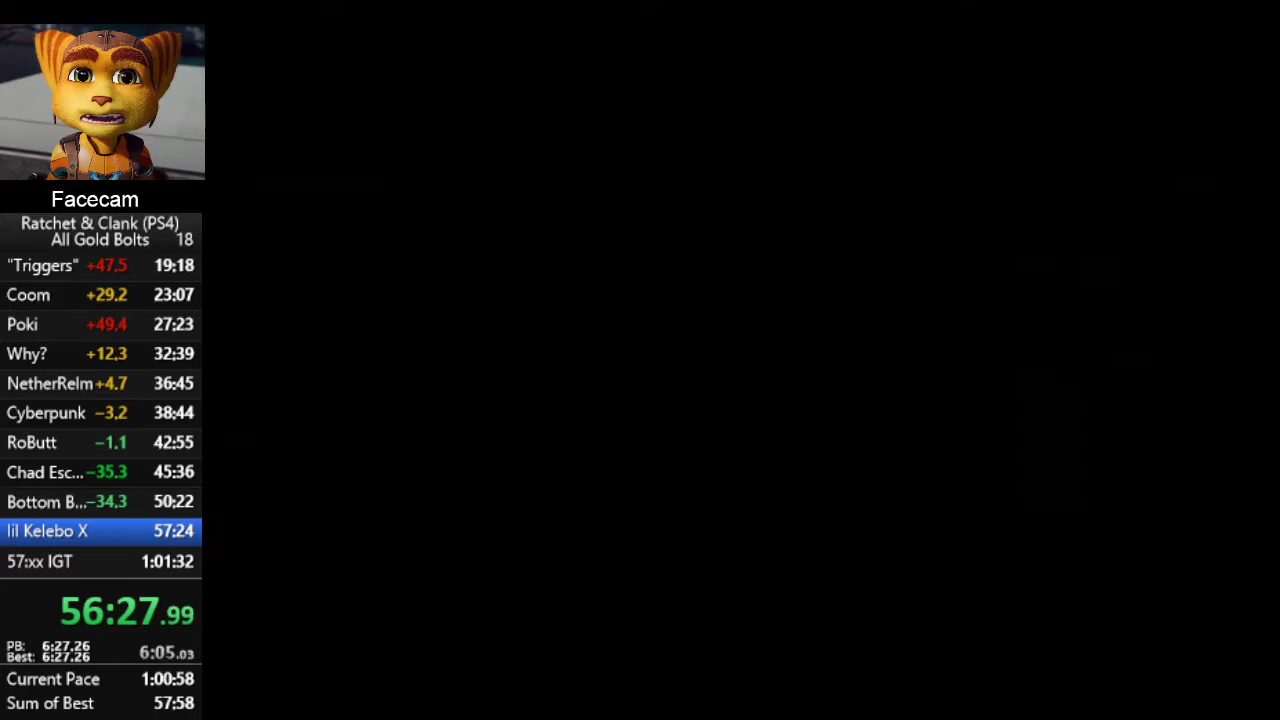 Facecam
Ratchet & Clank (PS4)
All Gold Bolts 18
"Triggers" +47.5 19:18
Coom +29.2 23:07
Poki +49.4 27:23
Why? +12.3 32:39
NetherRelm +4.7 36:45
Cyberpunk −3.2 38:44
RoButt −1.1 42:55
Chad Esc... −35.3 45:36
Bottom B... −34.3 50:22
lil Kelebo X 57:24
57:xx IGT 1:01:32
56:27.99
PB: 6:27.26
Best: 6:27.26 6:05.03
Current Pace 1:00:58
Sum of Best 57:58